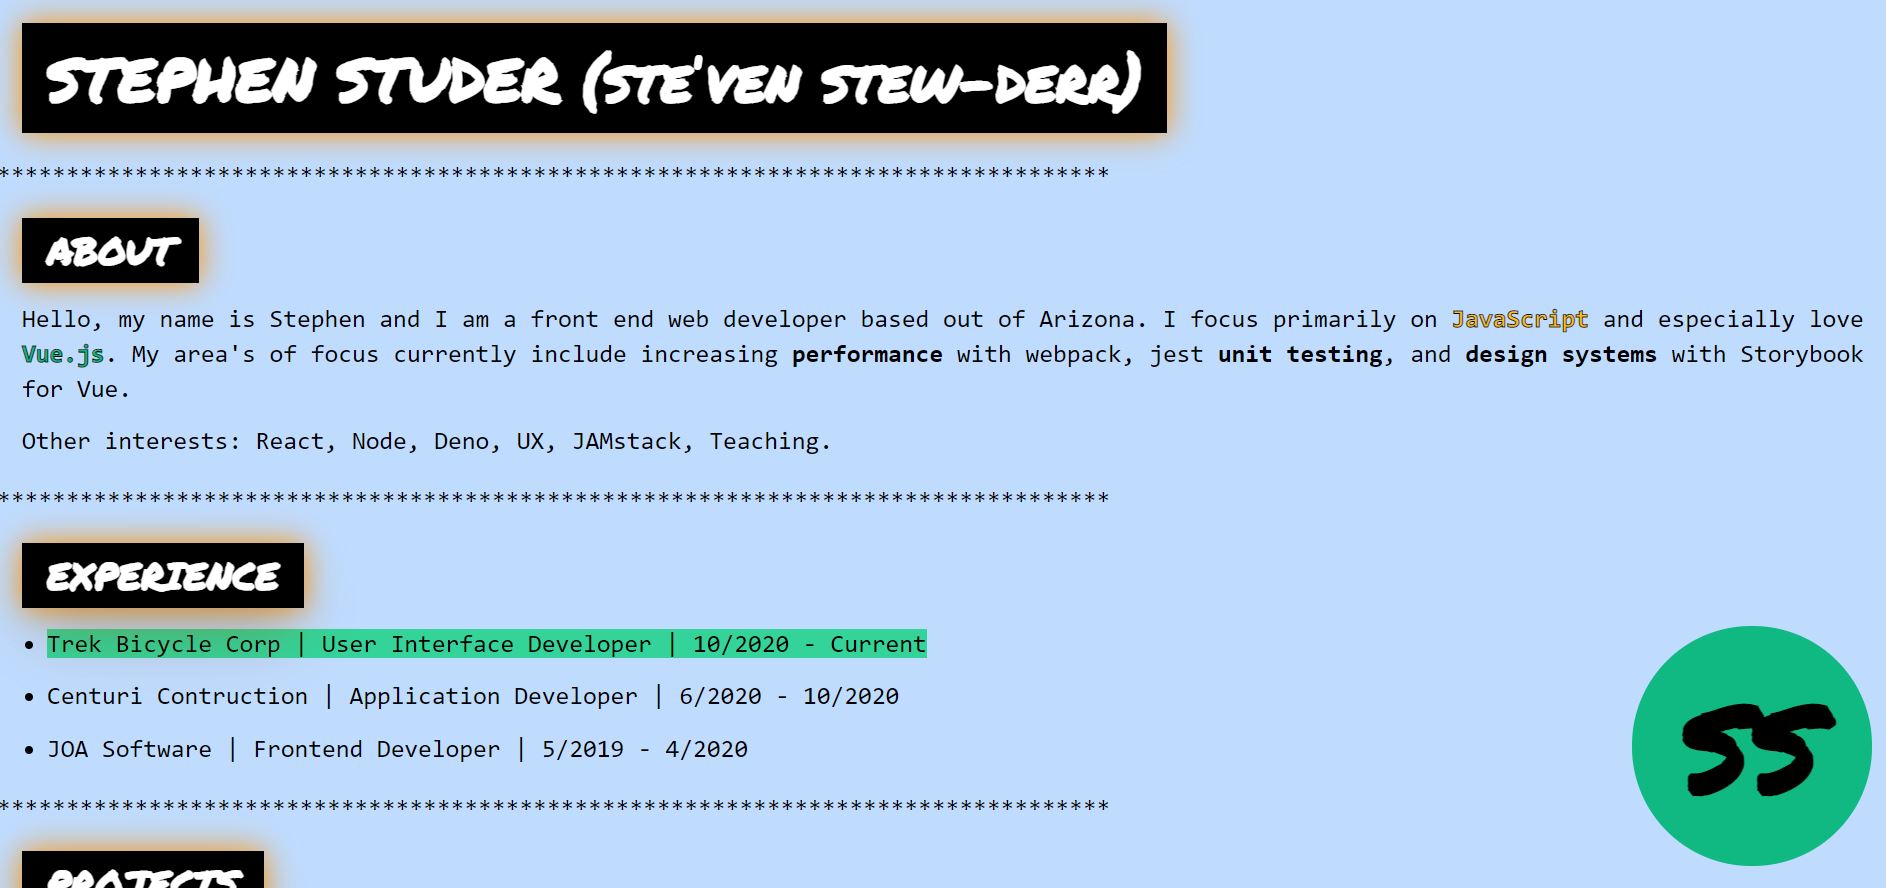 STEPHEN STUDER (STE'VEN STEW-DERR)
*********************************************************************************
ABOUT
Hello, my name is Stephen and I am a front end web developer based out of Arizona. I focus primarily on JavaScript and especially love
Vue.js. My area's of focus currently include increasing performance with webpack, jest unit testing, and design systems with Storybook
for Vue.
Other interests: React, Node, Deno, UX, JAMstack, Teaching.
*********************************************************************************
EXPERIENCE
• Trek Bicycle Corp | User Interface Developer | 10/2020 - Current
• Centuri Contruction | Application Developer | 6/2020 - 10/2020
• JOA Software | Frontend Developer | 5/2019 - 4/2020
SS
*********************************************************************************
PROJECTS